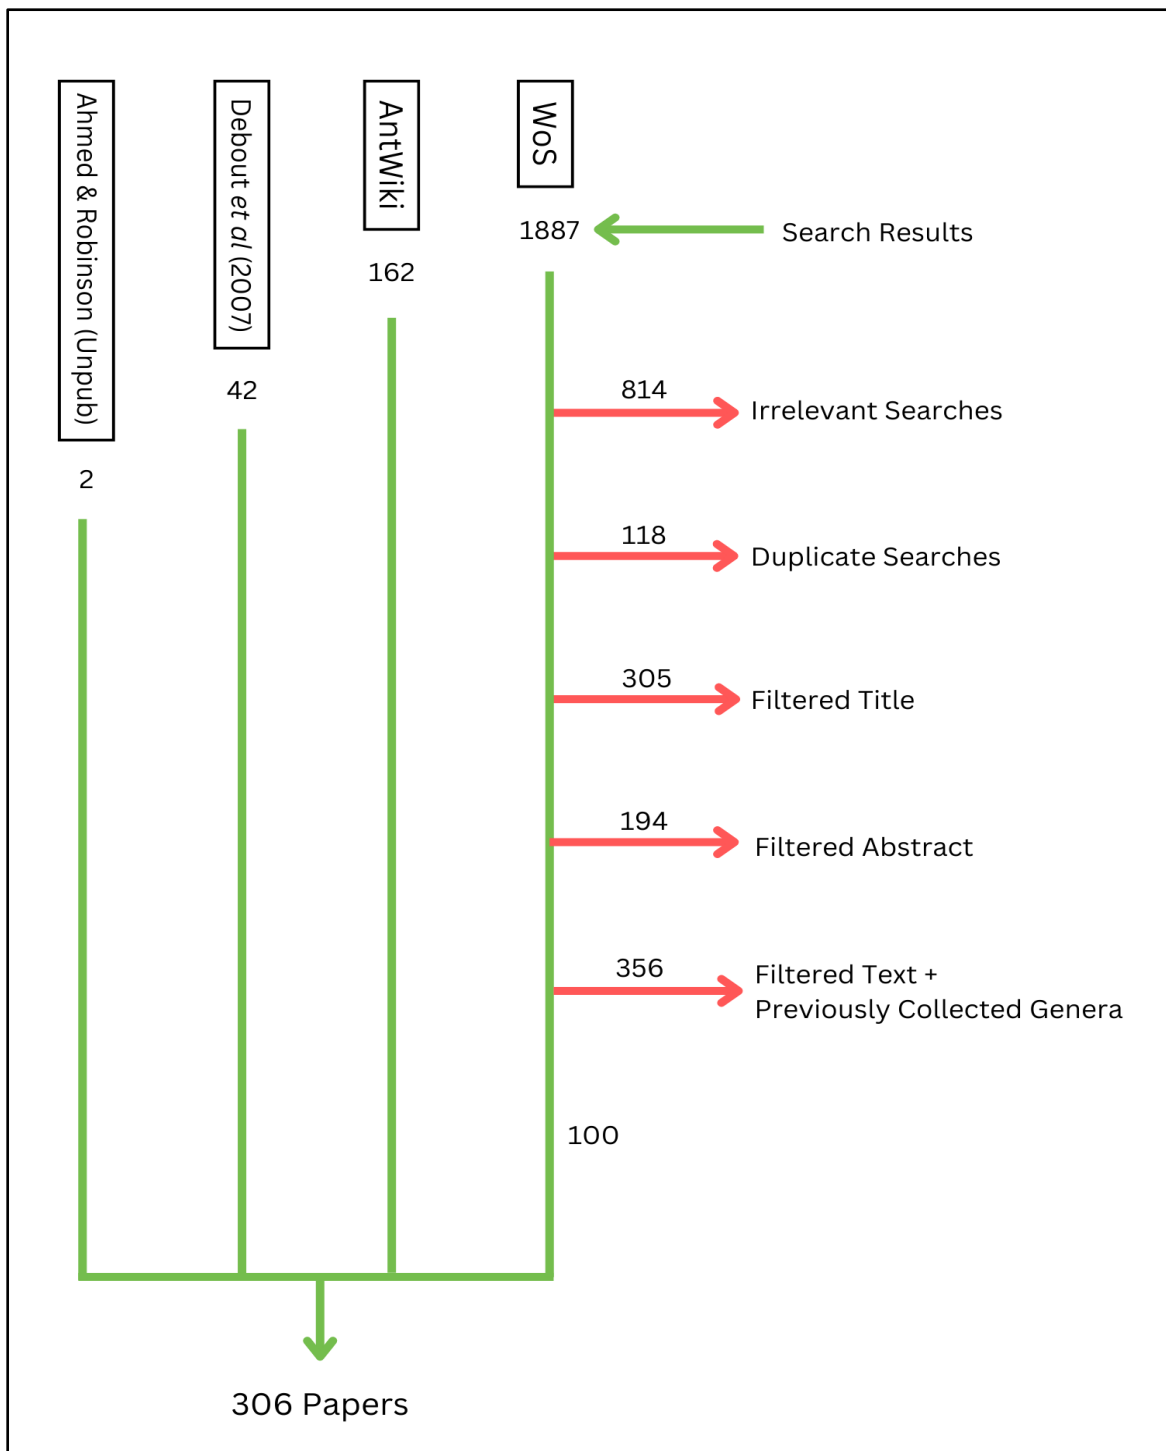 Ahmed & Robinson (Unpub)
2
Debout et al (2007)
42
AntWiki
162
WoS
1887
Search Results
814
Irrelevant Searches
118
Duplicate Searches
305
Filtered Title
194
Filtered Abstract
356
Filtered Text +
Previously Collected Genera
100
306 Papers